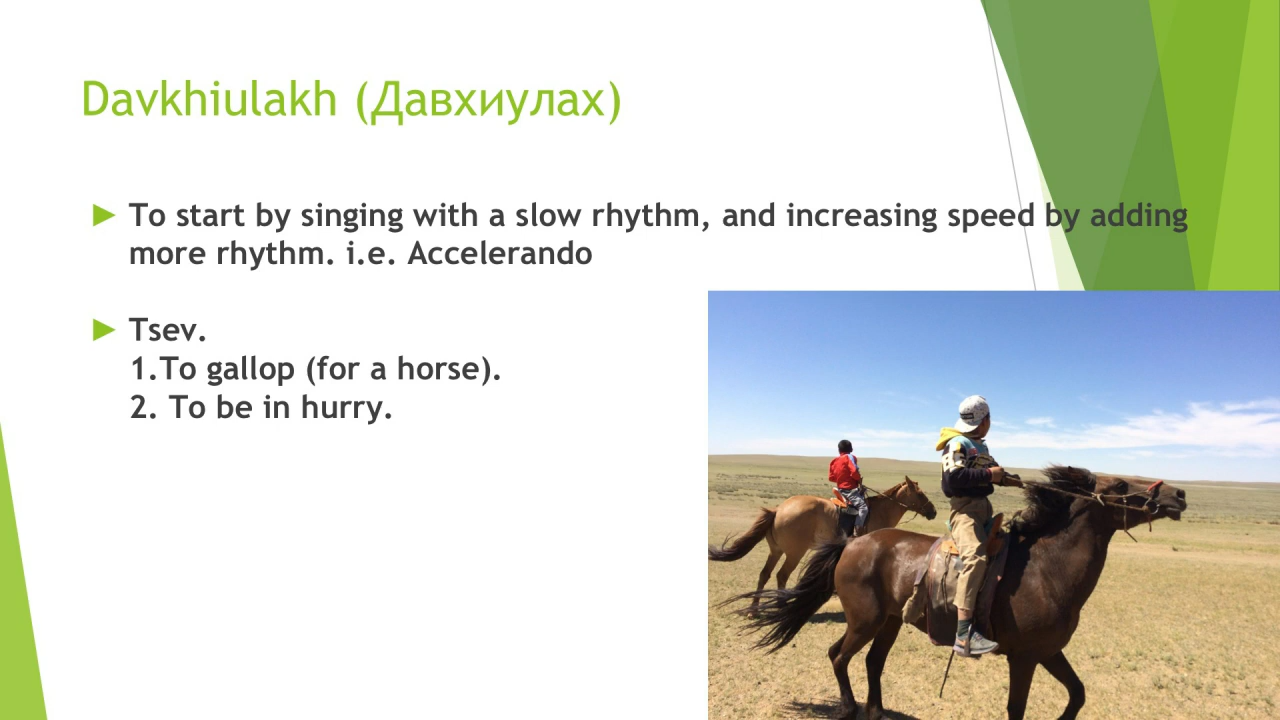 Davkhiulakh (Давхиулах)
► To start by singing with a slow rhythm, and increasing speed by adding
more rhythm. i.e. Accelerando
► Tsev.
1.To gallop (for a horse).
2. To be in hurry.